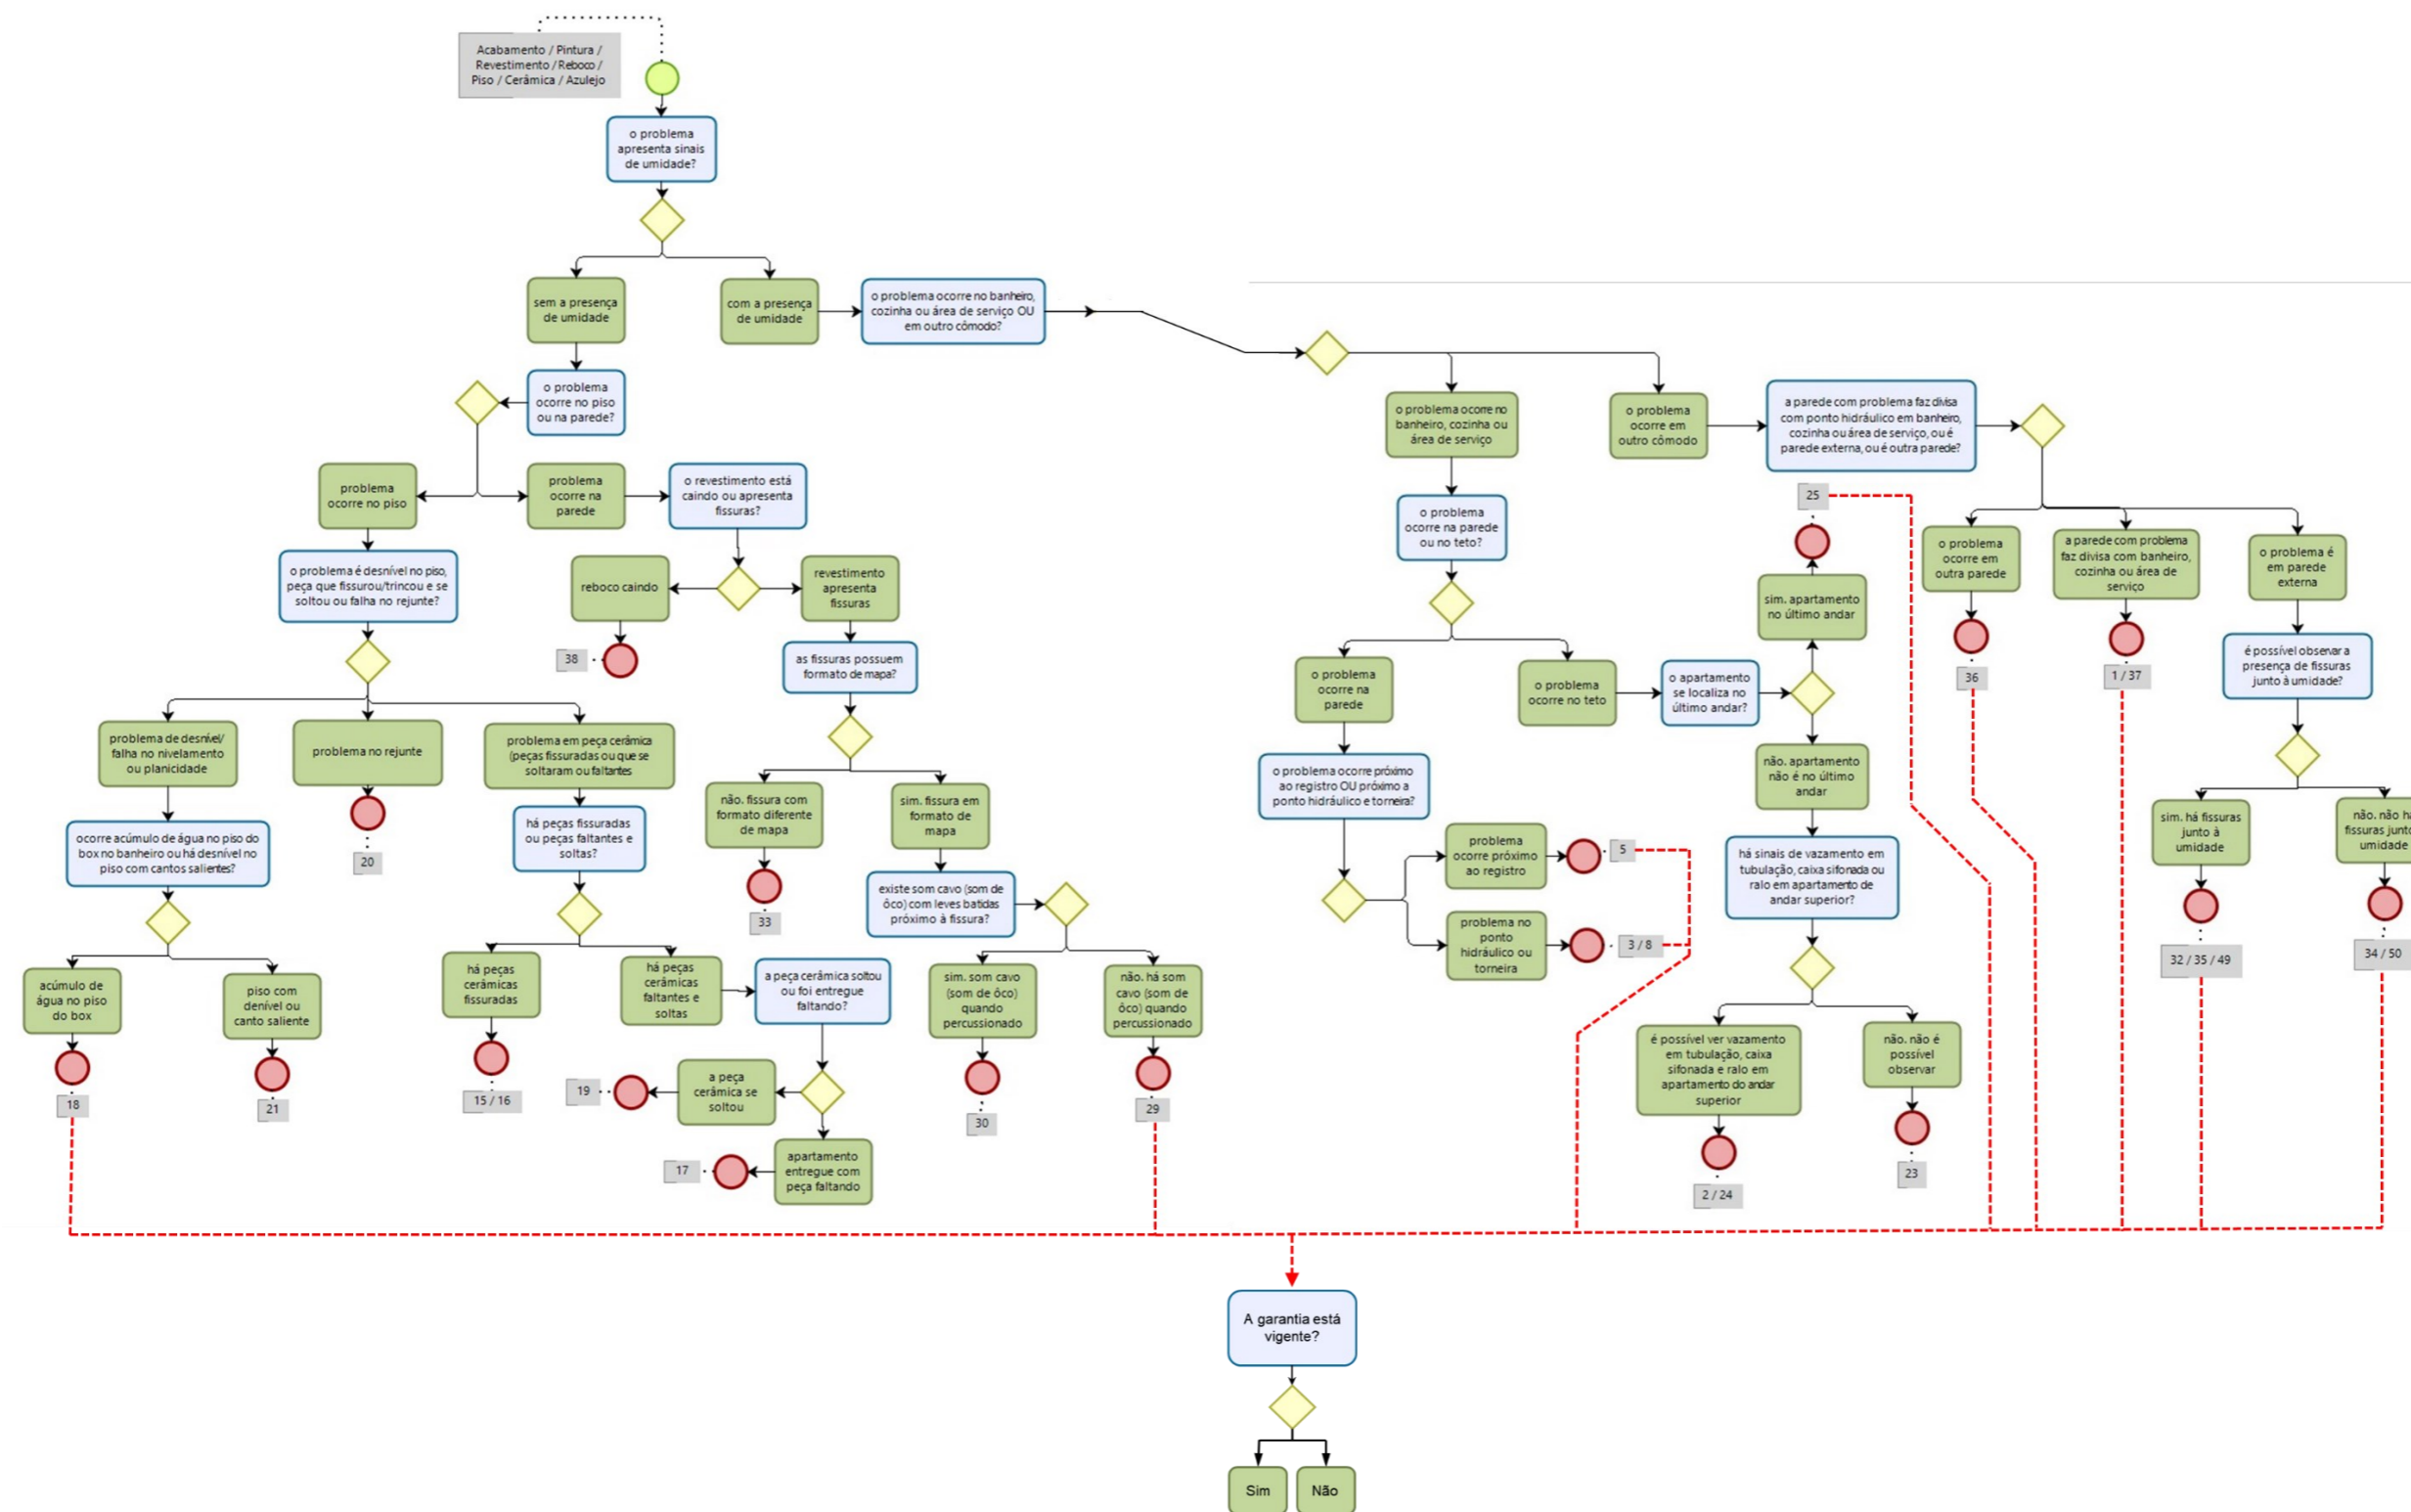 Acabamento / Pintura /
Revestimento / Reboco /
Piso / Cerâmica / Azulejo
o problema
apresenta sinais
de umidade?
sem a presença
de umidade
com a presença
de umidade
o problema ocorre no banheiro,
cozinha ou área de serviço OU
em outro cômodo?
o problema
ocorre no piso
ou na parede?
problema
ocorre no piso
problema
ocorre na
parede
o revestimento está
caindo ou apresenta
fissuras?
o problema é desnível no piso,
peça que fissurou/trincou e se
soltou ou falha no rejunte?
reboco caindo
revestimento
apresenta
fissuras
38
as fissuras possuem
formato de mapa?
problema de desnível/
falha no nivelamento
ou planicidade
problema no rejunte
problema em peça cerâmica
(peças fissuradas ou que se
soltaram ou faltantes
não. fissura com
formato diferente
de mapa
sim. fissura em
formato de
mapa
ocorre acúmulo de água no piso do
box no banheiro ou há desnível no
piso com cantos salientes?
20
há peças fissuradas
ou peças faltantes e
soltas?
33
existe som cavo (som de
ôco) com leves batidas
próximo à fissura?
acúmulo de
água no piso
do box
piso com
denível ou
canto saliente
há peças
cerâmicas
fissuradas
há peças
cerâmicas
faltantes e
soltas
a peça cerâmica soltou
ou foi entregue
faltando?
sim. som cavo
(som de ôco)
quando
percussionado
não. há som
cavo (som de
ôco) quando
percussionado
18
21
15 / 16
19
a peça
cerâmica se
soltou
30
29
17
apartamento
entregue com
peça faltando
o problema ocorre no
banheiro, cozinha ou
área de serviço
o problema
ocorre em
outro cômodo
a parede com problema faz divisa
com ponto hidráulico em banheiro,
cozinha ou área de serviço, ou é
parede externa, ou é outra parede?
o problema
ocorre na parede
ou no teto?
25
sim. apartamento
no último andar
o problema
ocorre em
outra parede
a parede com problema
faz divisa com banheiro,
cozinha ou área de
serviço
o problema é
em parede
externa
o problema
ocorre na
parede
o problema
ocorre no teto
o apartamento
se localiza no
último andar?
36
1 / 37
é possível observar a
presença de fissuras
junto à umidade?
o problema ocorre próximo
ao registro OU próximo a
ponto hidráulico e torneira?
não. apartamento
não é no último
andar
problema
ocorre próximo
ao registro
5
problema no
ponto
hidráulico ou
torneira
3 / 8
há sinais de vazamento em
tubulação, caixa sifonada ou
ralo em apartamento de
andar superior?
sim. há fissuras
junto à
umidade
não. não há
fissuras junto
umidade
32 / 35 / 49
34 / 50
é possível ver vazamento
em tubulação, caixa
sifonada e ralo em
apartamento do andar
superior
não. não é
possível
observar
2 / 24
23
A garantia está
vigente?
Sim
Não